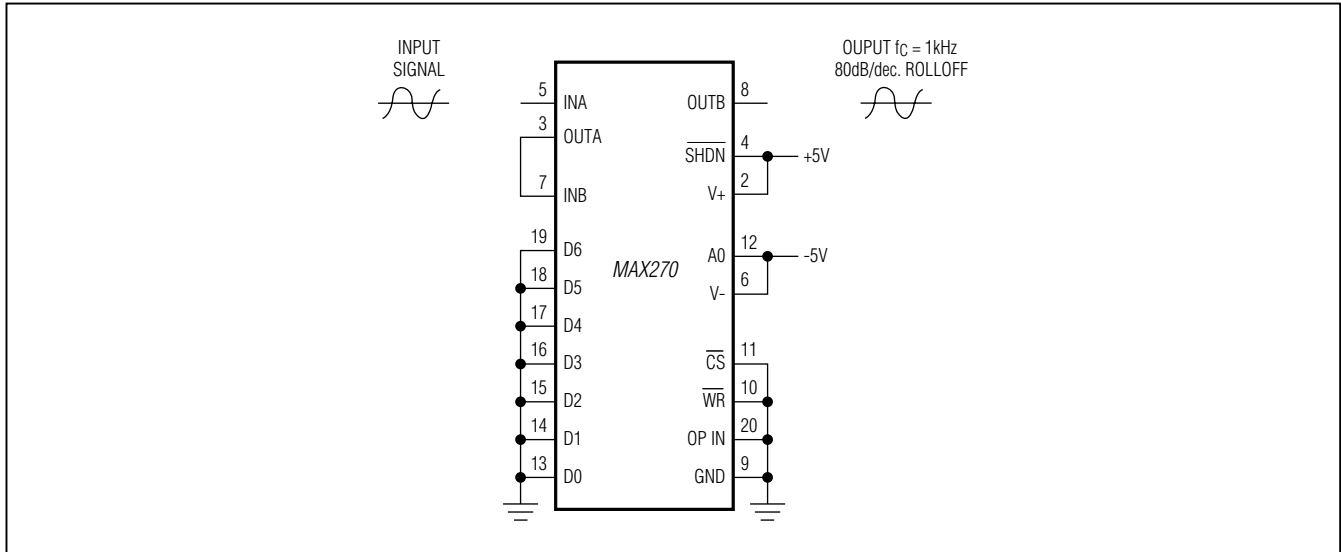 INPUT
SIGNAL
OUPUT fC = 1kHz
80dB/dec. ROLLOFF
5 INA
3 OUTA
7 INB
19 D6
18 D5
17 D4
16 D3
15 D2
14 D1
13 D0
MAX270
OUTB 8
SHDN 4 +5V
V+ 2
A0 12 -5V
V- 6
CS 11
WR 10
OP IN 20
GND 9